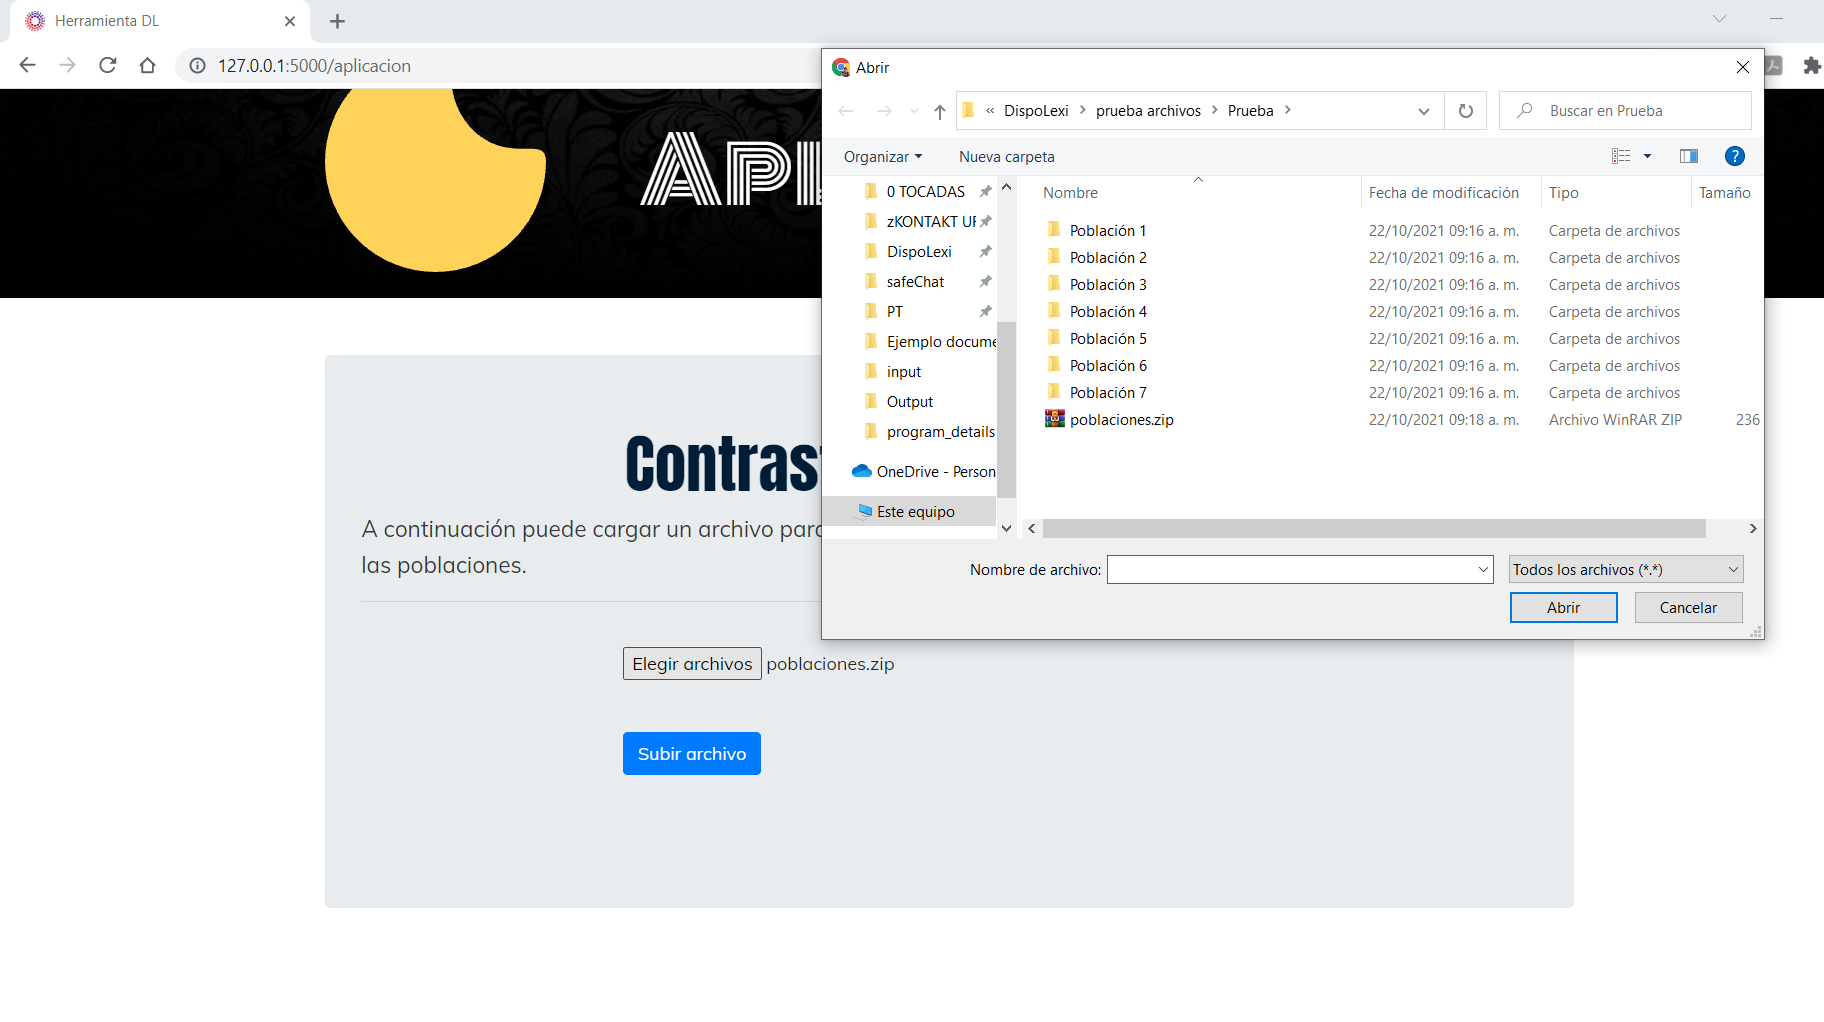 Herramienta DL
127.0.0.1:5000/aplicacion
Abrir
« DispoLexi > prueba archivos > Prueba >
Buscar en Prueba
Organizar
Nueva carpeta
0 TOCADAS
zKONTAKT
DispoLexi
safeChat
PT
Ejemplo
input
Output
program_details
OneDrive -
Este equipo
Nombre Fecha de modificación Tipo Tamaño
Población 1 22/10/2021 09:16 a. m. Carpeta de archivos
Población 2 22/10/2021 09:16 a. m. Carpeta de archivos
Población 3 22/10/2021 09:16 a. m. Carpeta de archivos
Población 4 22/10/2021 09:16 a. m. Carpeta de archivos
Población 5 22/10/2021 09:16 a. m. Carpeta de archivos
Población 6 22/10/2021 09:16 a. m. Carpeta de archivos
Población 7 22/10/2021 09:16 a. m. Carpeta de archivos
poblaciones.zip 22/10/2021 09:18 a. m. Archivo WinRAR ZIP 236
Nombre de archivo:
Todos los archivos (*.*)
Abrir
Cancelar
A continuación puede cargar un archivo
las poblaciones.
Elegir archivos poblaciones.zip
Subir archivo